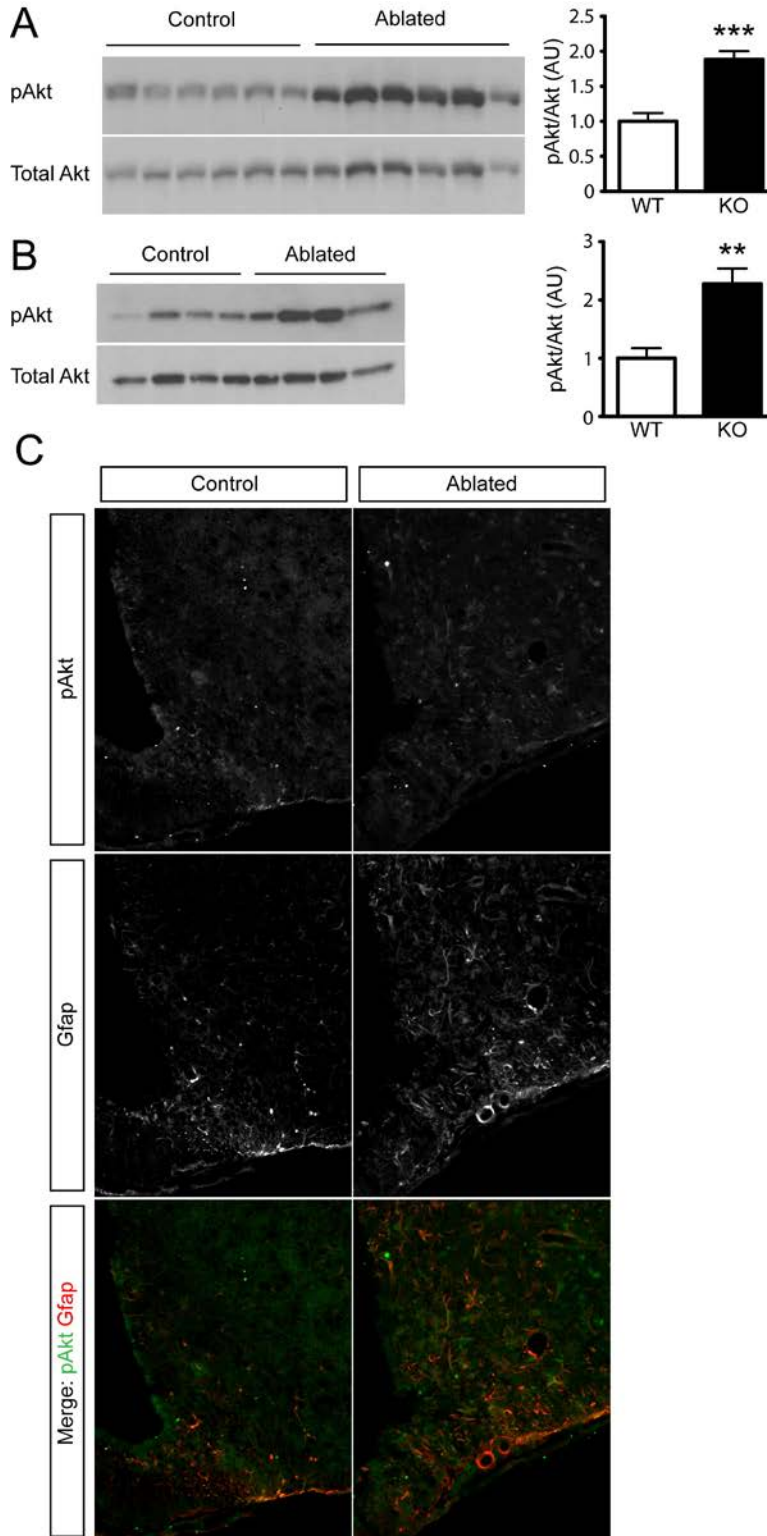 A
Control Ablated
pAkt
Total Akt
pAkt/Akt (AU)
2.5
2.0
1.5
1.0
0.5
0
***
WT KO
B
Control Ablated
pAkt
Total Akt
pAkt/Akt (AU)
3
2
1
0
**
WT KO
C
Control Ablated
pAkt
Gfap
Merge: pAkt Gfap